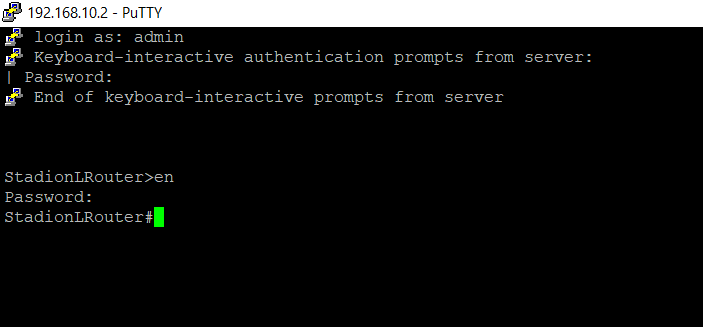 192.168.10.2 - PuTTY
login as: admin
Keyboard-interactive authentication prompts from server:
| Password:
End of keyboard-interactive prompts from server
StadionLRouter>en
Password:
StadionLRouter#